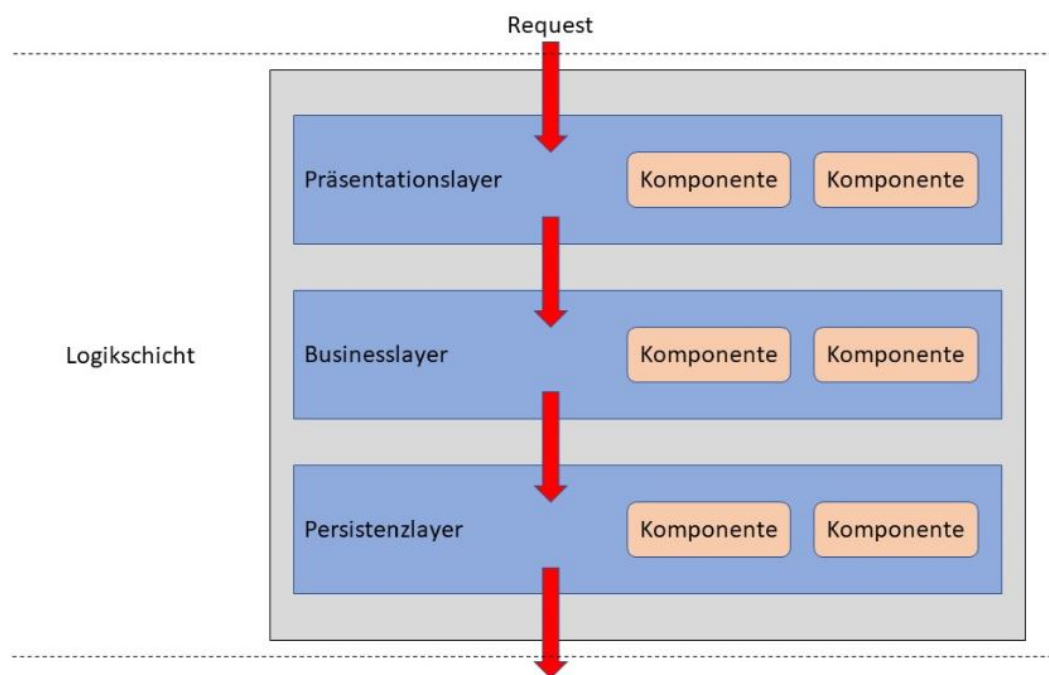 Request
Präsentationslayer Komponente Komponente
Logikschicht Businesslayer Komponente Komponente
Persistenzlayer Komponente Komponente